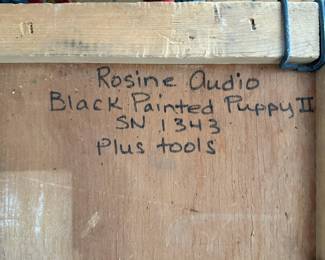 Rosine Audio
Black Painted Puppy II
SN 1343
Plus tools